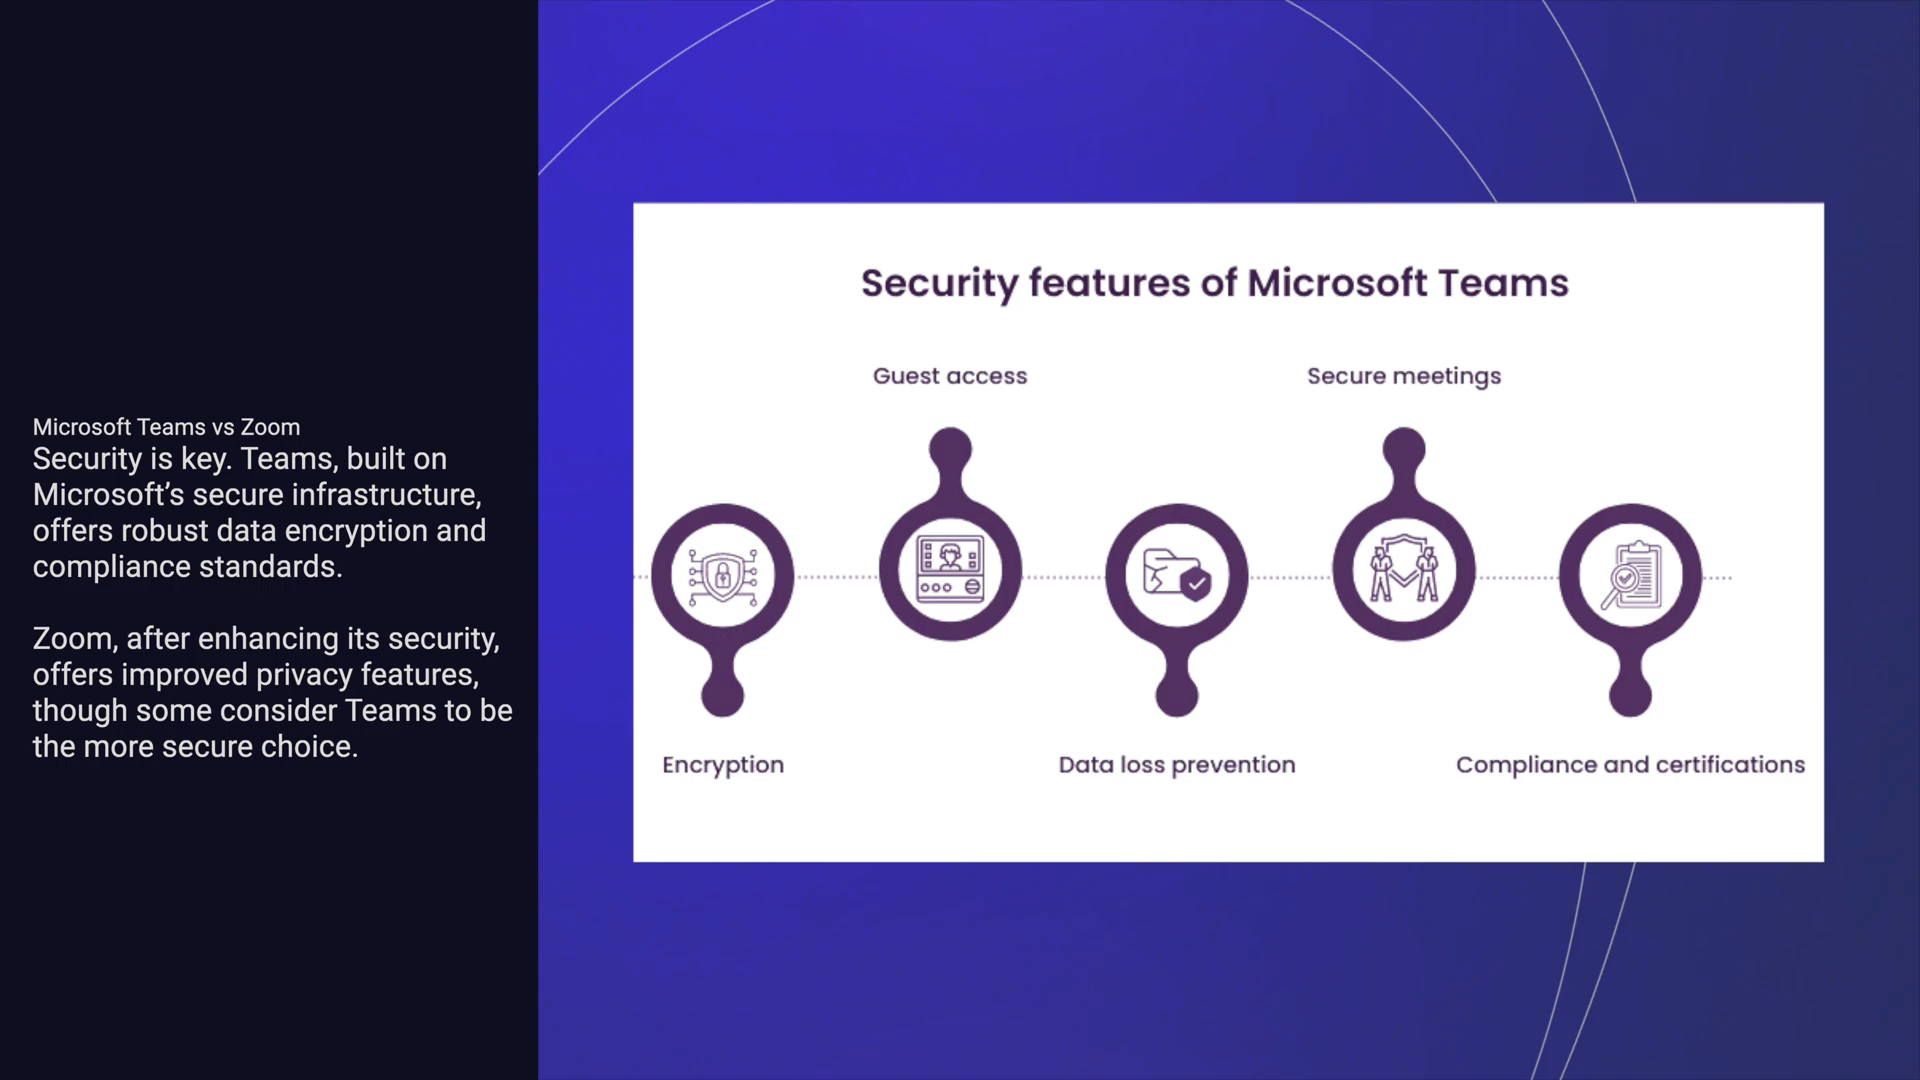 Microsoft Teams vs Zoom
Security is key. Teams, built on
Microsoft’s secure infrastructure,
offers robust data encryption and
compliance standards.
Zoom, after enhancing its security,
offers improved privacy features,
though some consider Teams to be
the more secure choice.
Security features of Microsoft Teams
Guest access
Secure meetings
Encryption
Data loss prevention
Compliance and certifications